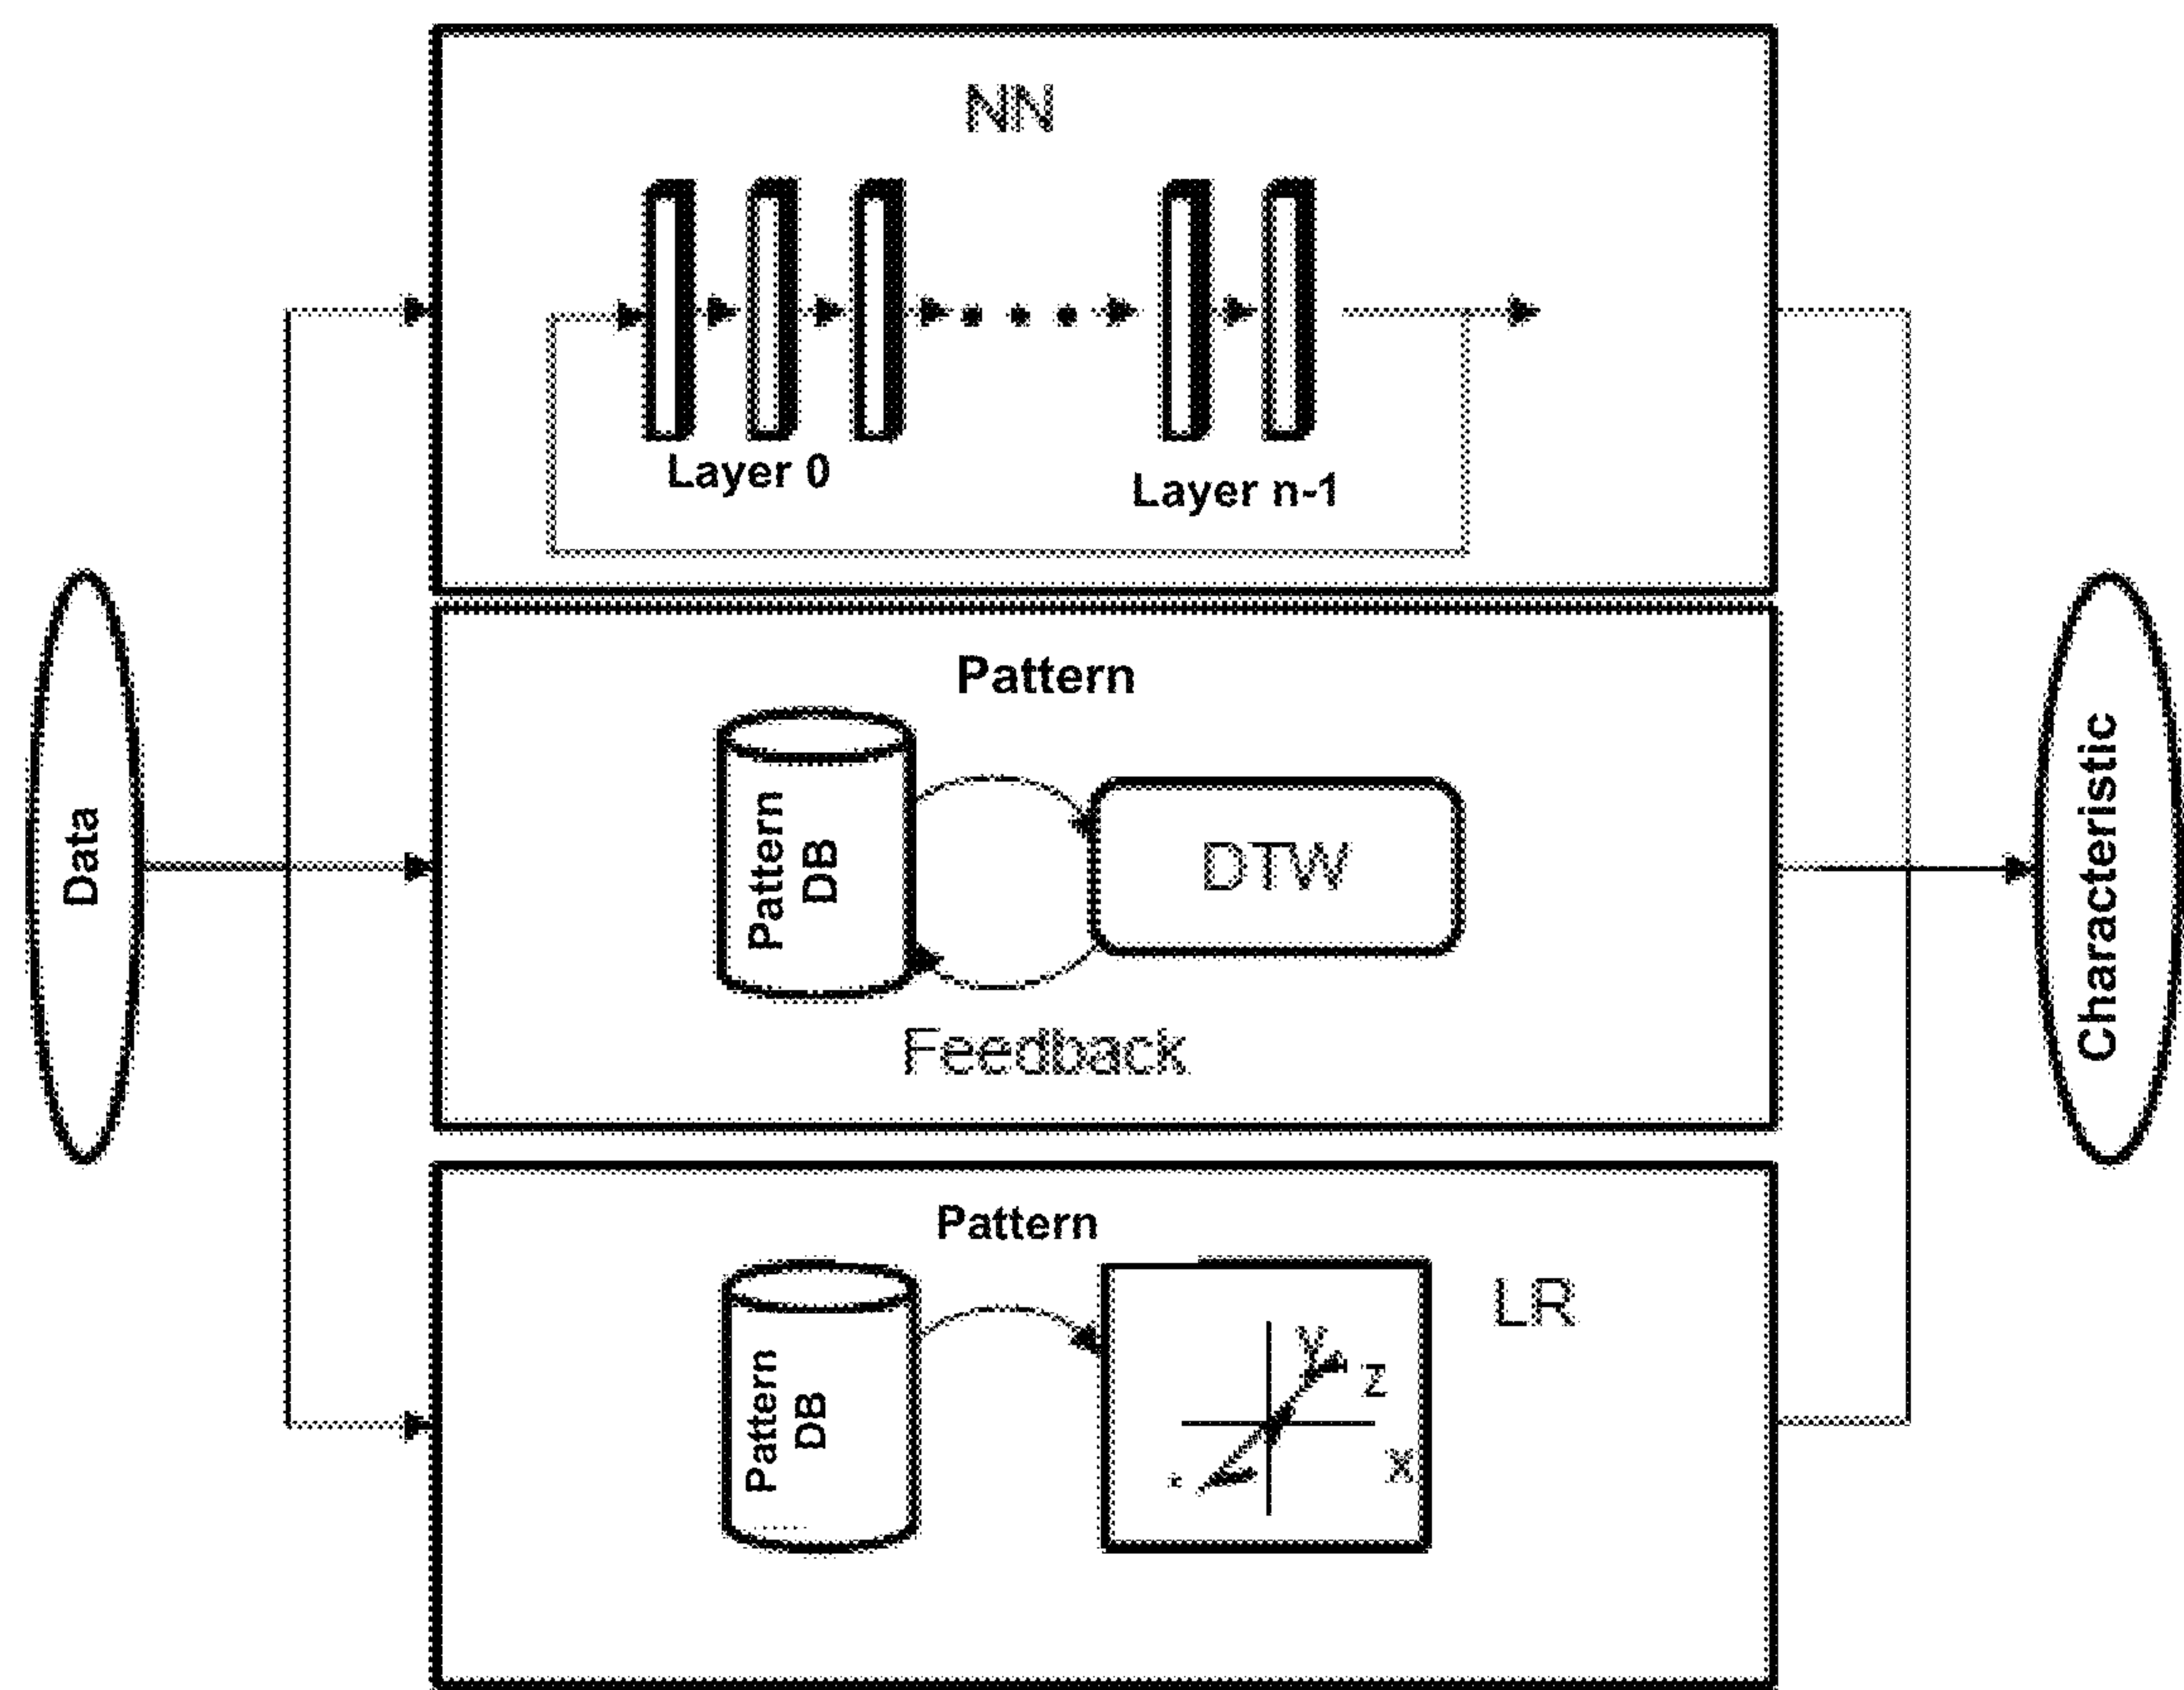 NN
Layer 0
Layer n-1
Data
Pattern
Pattern
DB
DTW
Feedback
Characteristic
Pattern
Pattern
DB
LR
y
z
x